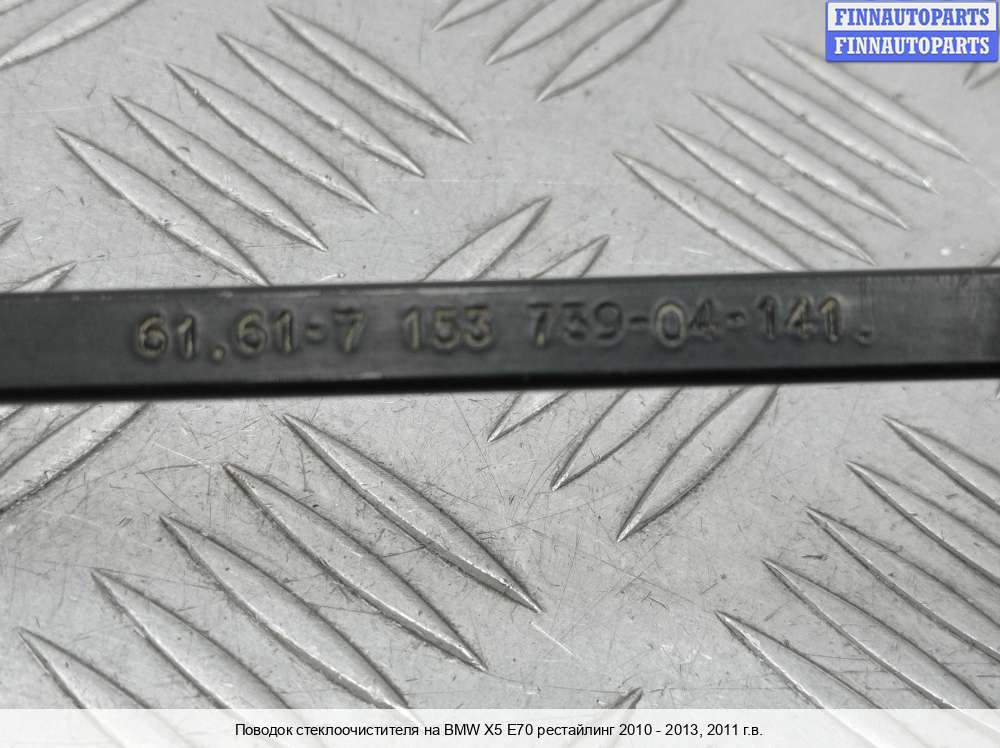 FINNAUTOPARTS
FINNAUTOPARTS
61.61-7 153 739-04-141.
Поводок стеклоочистителя на BMW X5 E70 рестайлинг 2010 - 2013, 2011 г.в.